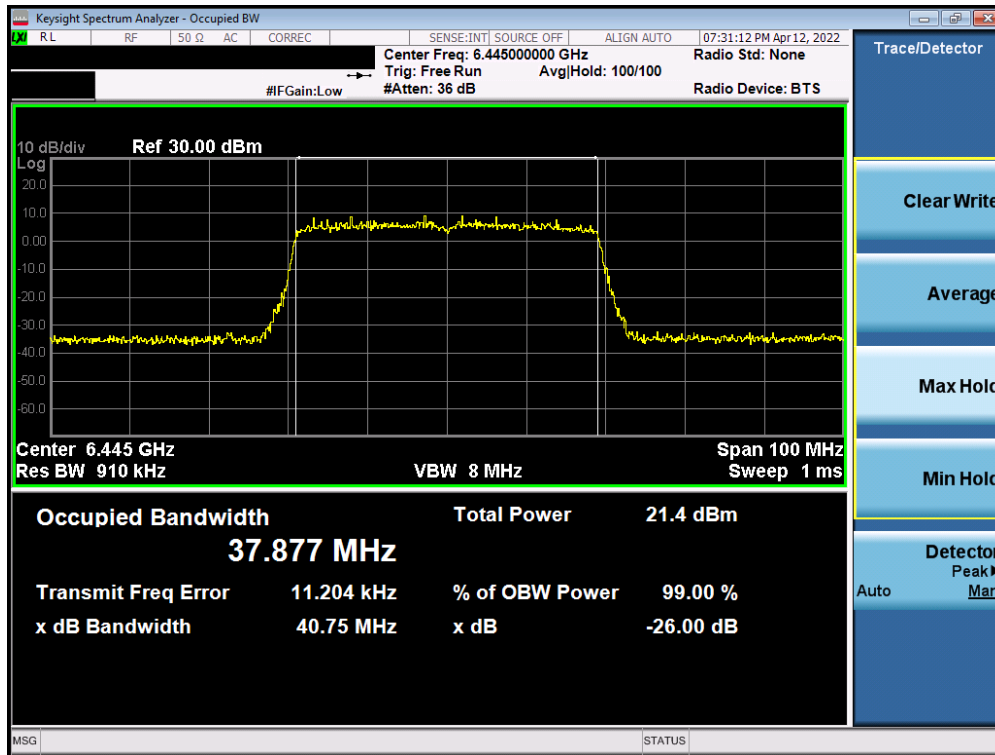 Keysight Spectrum Analyzer - Occupied BW
LXI RL RF 50 Ω AC CORREC SENSE:INT SOURCE OFF ALIGN AUTO 07:31:12 PM Apr 12, 2022
Center Freq: 6.445000000 GHz Radio Std: None
Trig: Free Run Avg|Hold: 100/100
#IFGain:Low #Atten: 36 dB Radio Device: BTS
Trace/Detector
10 dB/div Ref 30.00 dBm
Log
20.0
10.0
0.00
-10.0
-20.0
-30.0
-40.0
-50.0
-60.0
Center 6.445 GHz Span 100 MHz
Res BW 910 kHz VBW 8 MHz Sweep 1 ms
Occupied Bandwidth Total Power 21.4 dBm
37.877 MHz
Transmit Freq Error 11.204 kHz % of OBW Power 99.00 %
x dB Bandwidth 40.75 MHz x dB -26.00 dB
Clear Write
Average
Max Hold
Min Hold
Detector
Peak
Auto Man
MSG STATUS